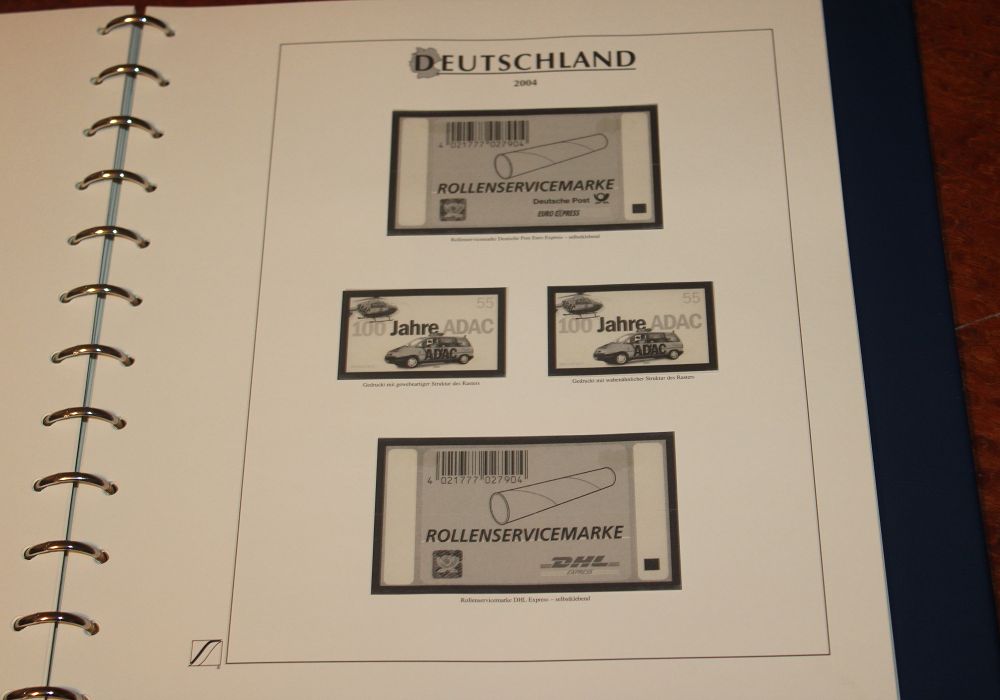 DEUTSCHLAND
2004
4 021777 027904
ROLLENSERVICEMARKE
Deutsche Post
EURO EXPRESS
Rollenservicemarke Deutsche Post Euro Express – selbstklebend
55
100 Jahre ADAC
ADAC
Gedruckt mit gewebeartiger Struktur des Rasters
55
100 Jahre ADAC
ADAC
Gedruckt mit wabenähnlicher Struktur des Rasters
4 021777 027904
ROLLENSERVICEMARKE
DHL
EXPRESS
Rollenservicemarke DHL Express – selbstklebend